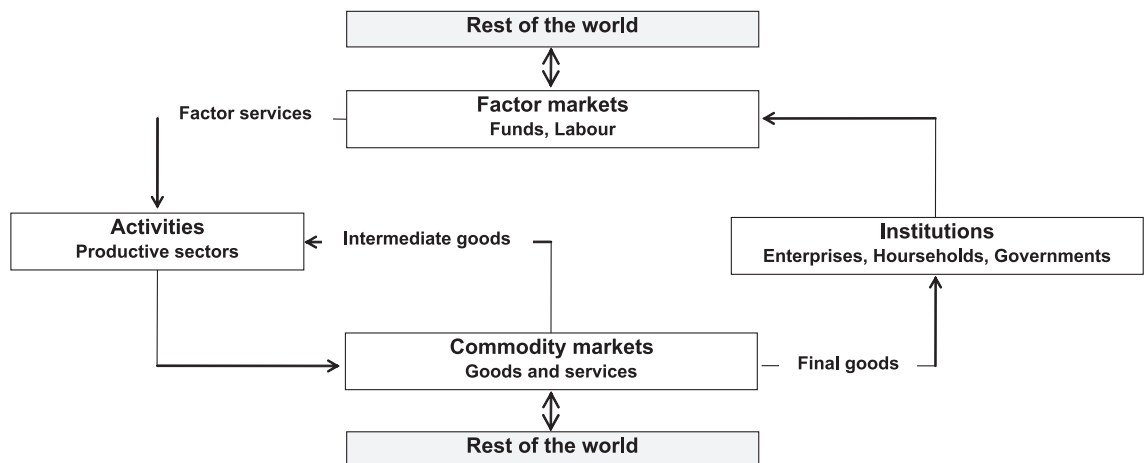 Rest of the world
Factor markets
Funds, Labour
Factor services
Activities
Productive sectors
Intermediate goods
Institutions
Enterprises, Hourseholds, Governments
Commodity markets
Goods and services
Final goods
Rest of the world